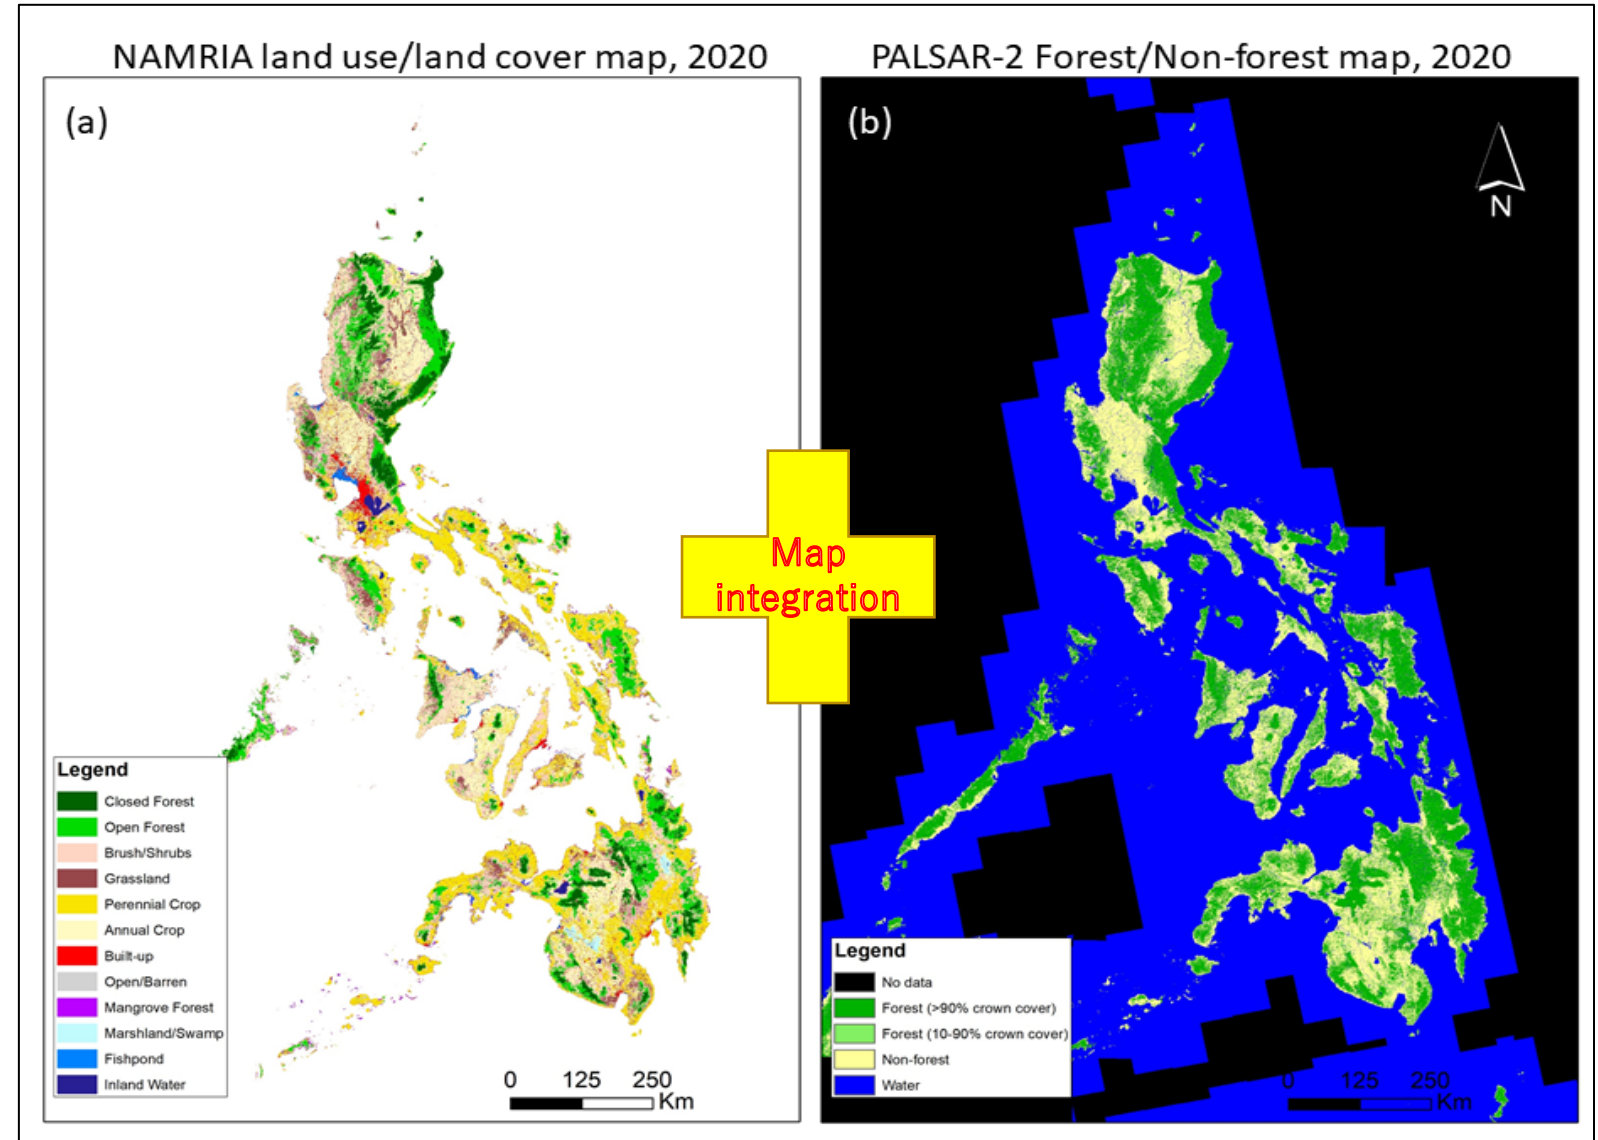 NAMRIA land use/land cover map, 2020
PALSAR-2 Forest/Non-forest map, 2020
(a)
(b)
N
Map
integration
Legend
Closed Forest
Open Forest
Brush/Shrubs
Grassland
Perennial Crop
Annual Crop
Built-up
Open/Barren
Mangrove Forest
Marshland/Swamp
Fishpond
Inland Water
0 125 250
Km
Legend
No data
Forest (>90% crown cover)
Forest (10-90% crown cover)
Non-forest
Water
0 125 250
Km